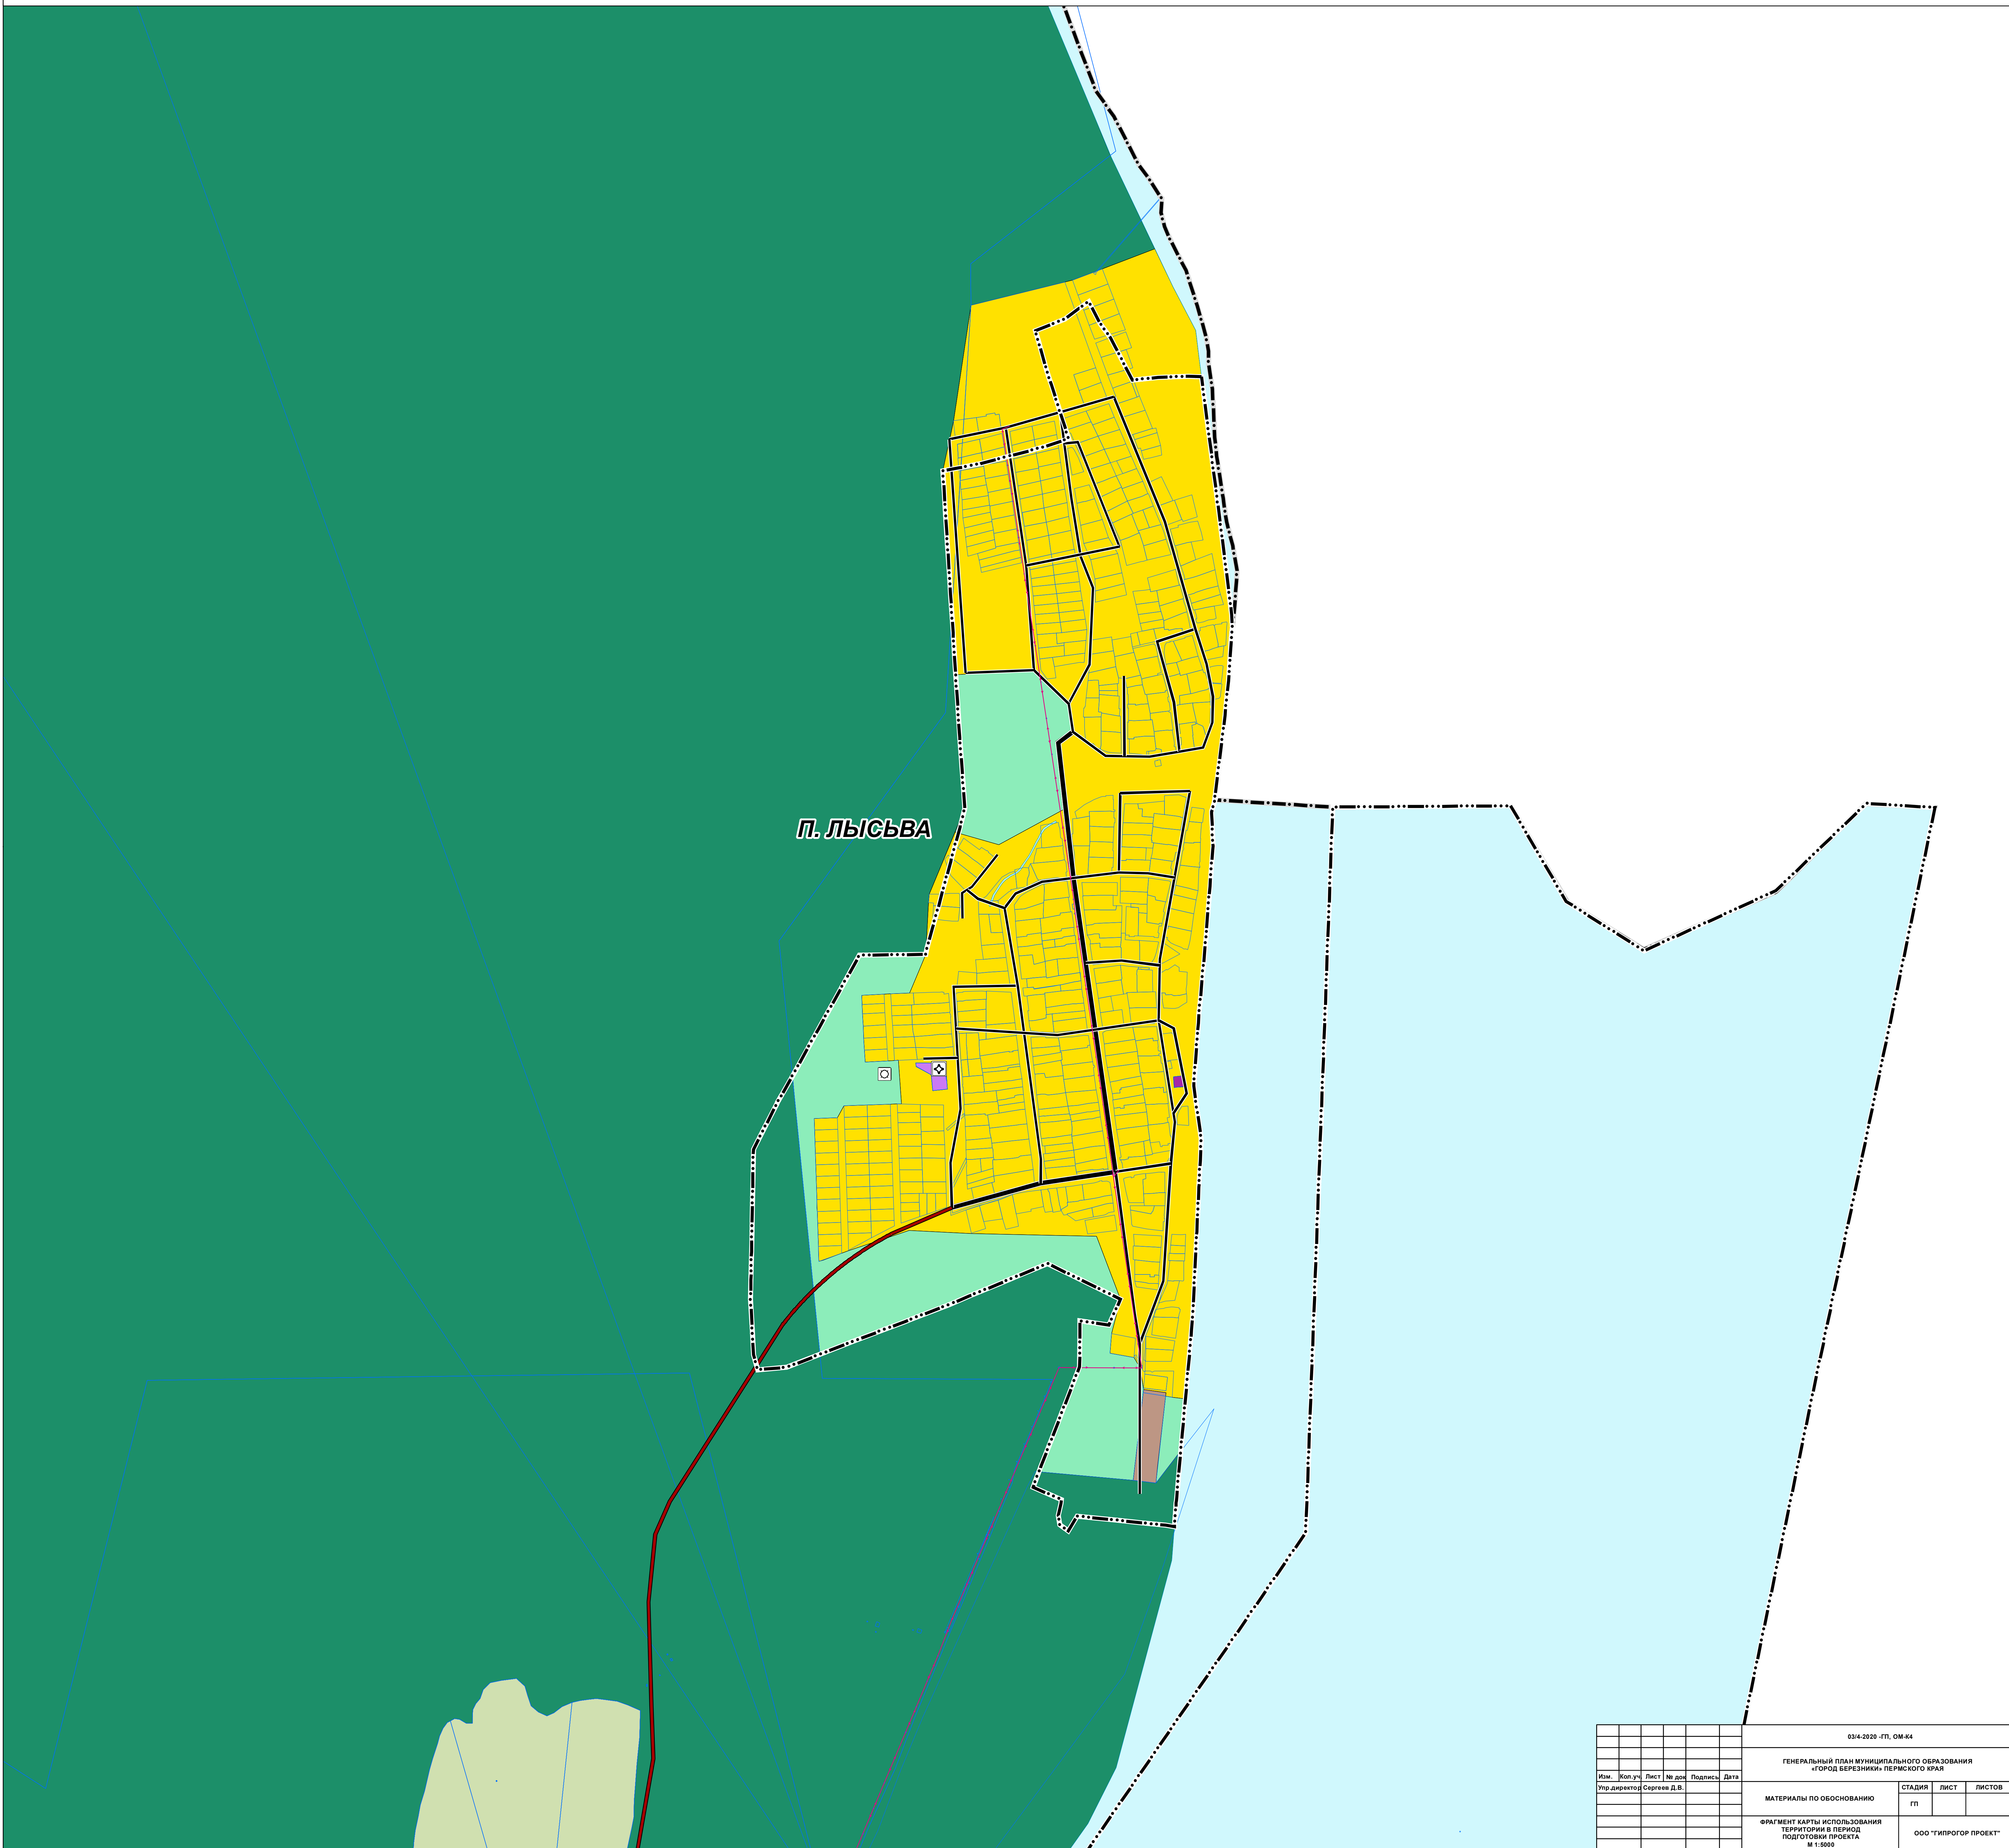 П. ЛЫСЬВА
03/4-2020 -ГП, ОМ-К4
ГЕНЕРАЛЬНЫЙ ПЛАН МУНИЦИПАЛЬНОГО ОБРАЗОВАНИЯ
«ГОРОД БЕРЕЗНИКИ» ПЕРМСКОГО КРАЯ
Изм. Кол.уч Лист № док Подпись Дата
Упр.директор Сергеев Д.В.
МАТЕРИАЛЫ ПО ОБОСНОВАНИЮ
СТАДИЯ ЛИСТ ЛИСТОВ
ГП
ФРАГМЕНТ КАРТЫ ИСПОЛЬЗОВАНИЯ
ТЕРРИТОРИИ В ПЕРИОД
ПОДГОТОВКИ ПРОЕКТА
М 1:5000
ООО "ГИПРОГОР ПРОЕКТ"